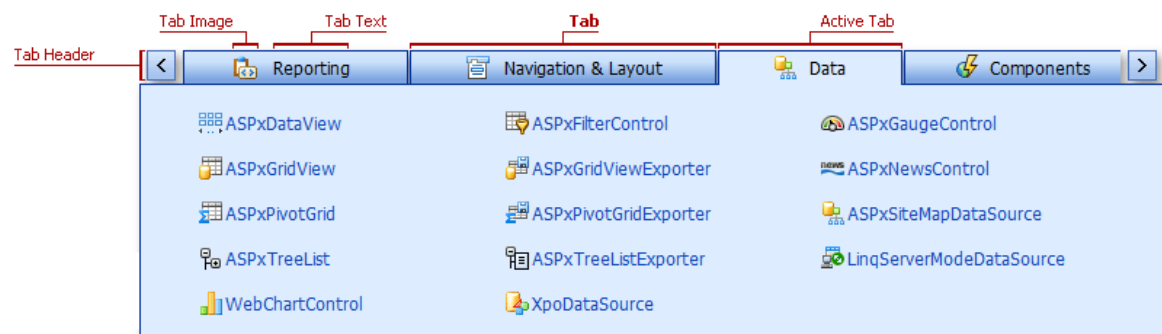 Tab Image Tab Text Tab Active Tab
Tab Header
< Reporting Navigation & Layout Data Components >
ASPxDataView ASPxFilterControl ASPxGaugeControl
ASPxGridView ASPxGridViewExporter news ASPxNewsControl
ASPxPivotGrid ASPxPivotGridExporter ASPxSiteMapDataSource
ASPxTreeList ASPxTreeListExporter LinqServerModeDataSource
WebChartControl XpoDataSource